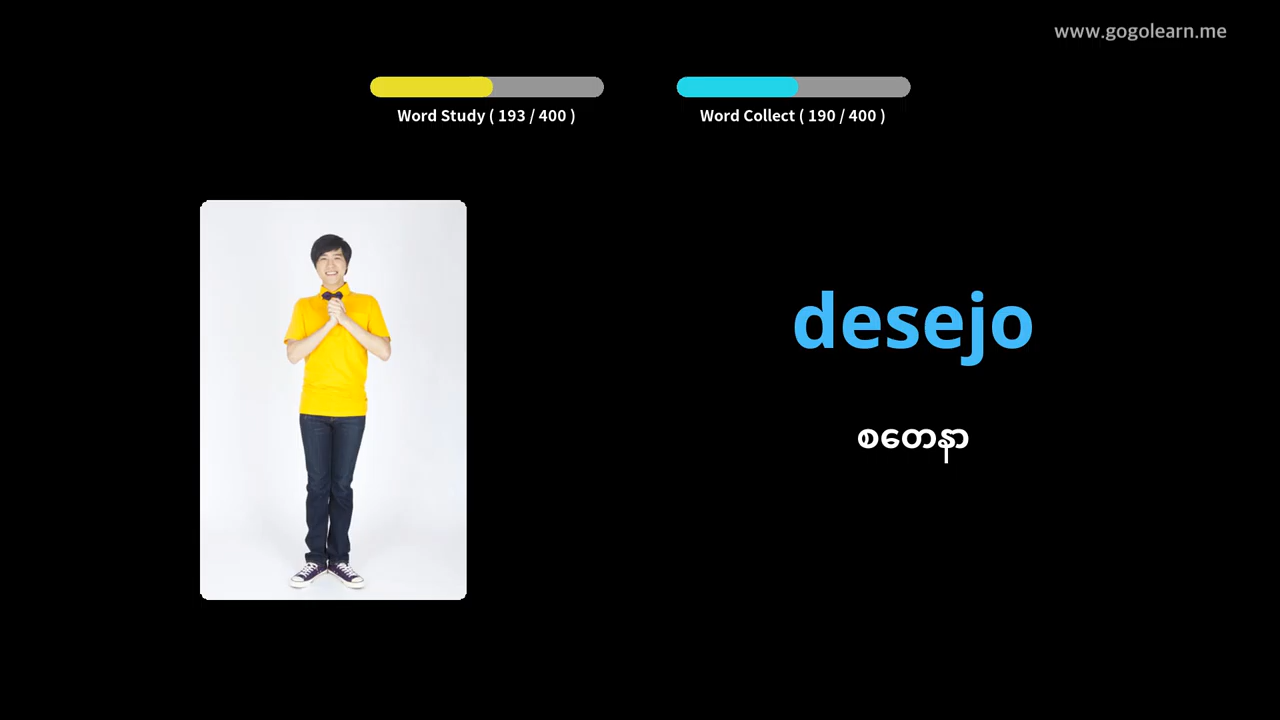 www.gogolearn.me
Word Study ( 193 / 400 )
Word Collect ( 190 / 400 )
desejo
စတေနာ